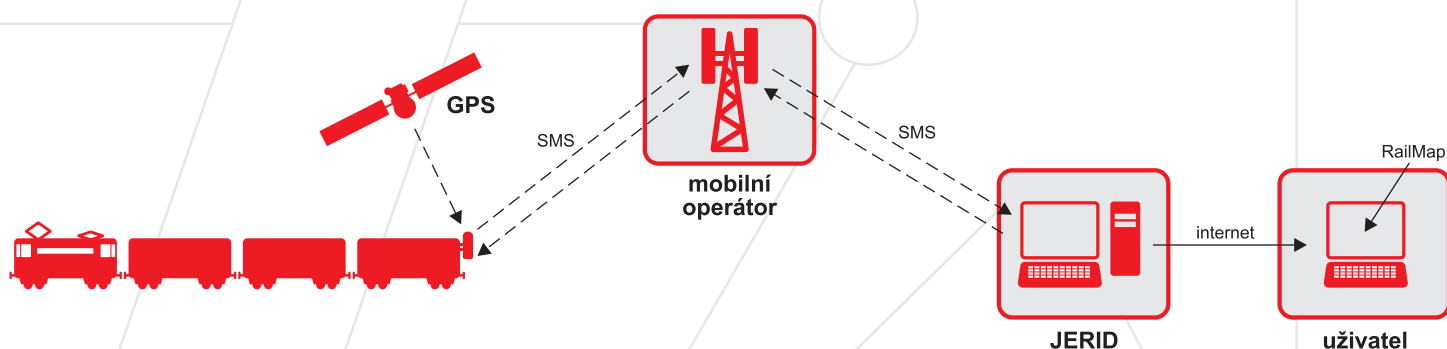 GPS
SMS
mobilní
operátor
SMS
JERID
internet
RailMap
uživatel